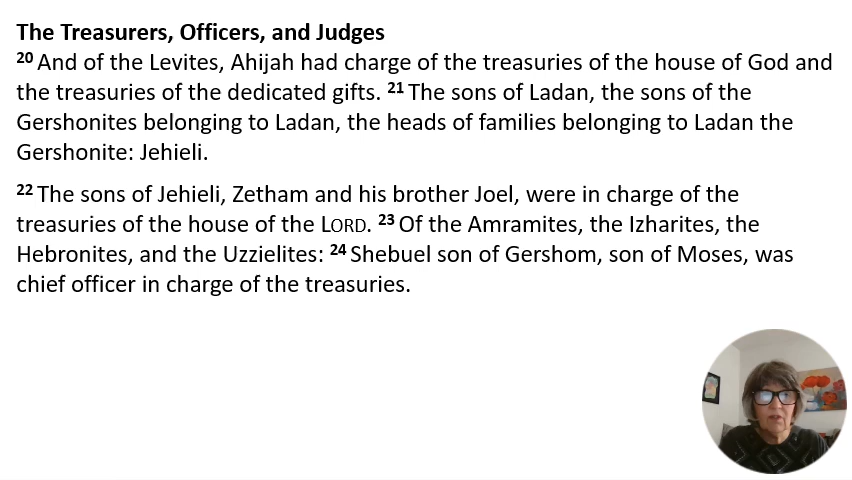 The Treasurers, Officers, and Judges
20 And of the Levites, Ahijah had charge of the treasuries of the house of God and
the treasuries of the dedicated gifts. 21 The sons of Ladan, the sons of the
Gershonites belonging to Ladan, the heads of families belonging to Ladan the
Gershonite: Jehieli.
22 The sons of Jehieli, Zetham and his brother Joel, were in charge of the
treasuries of the house of the LORD. 23 Of the Amramites, the Izharites, the
Hebronites, and the Uzzielites: 24 Shebuel son of Gershom, son of Moses, was
chief officer in charge of the treasuries.